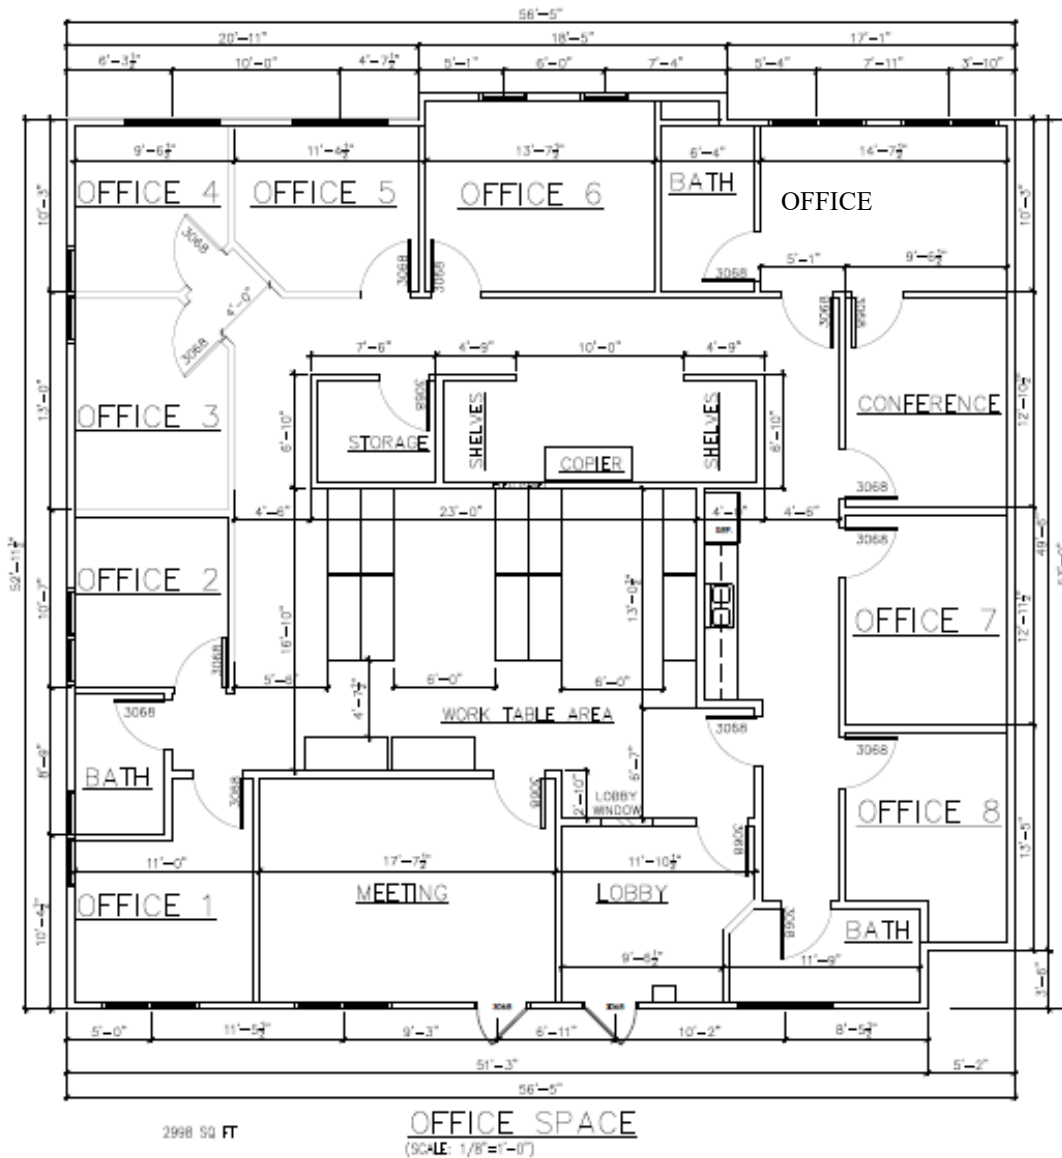 56'-5"
20'-11" 18'-5" 17'-1"
6'-3½" 10'-0" 4'-7½" 5'-1" 6'-0" 7'-4" 5'-4" 7'-11" 3'-10"
9'-6½" 11'-4½" 13'-7½" 6'-4" 14'-7½"
OFFICE 4 OFFICE 5 OFFICE 6 BATH OFFICE
10'-3" 10'-3"
3068 3068 3068 3068 5'-1" 9'-6½"
4'-0"
3068 3068 3068
7'-6" 4'-9" 10'-0" 4'-9"
13'-0" OFFICE 3 3068 CONFERENCE 12'-10½"
6'-10" STORAGE SHELVES COPIER SHELVES 6'-10"
3068
4'-6" 23'-0" 4'-6"
REF.
3068
52'-11½" 49'-6"
10'-7" OFFICE 2 16'-10" 13'-0½" OFFICE 7 12'-11½"
3068
5'-6" 6'-0" 6'-0"
3068 4'-7½" WORK TABLE AREA 3068
3068
8'-9" BATH 3068 3068 2'-10" 6'-7"
LOBBY
WINDOW
OFFICE 8
3068 13'-5"
11'-0" 17'-7½" 11'-10½"
OFFICE 1 MEETING LOBBY
10'-4½" 3068 BATH
9'-6½" 11'-9"
3'-6"
3068 3068
5'-0" 11'-5½" 9'-3" 6'-11" 10'-2" 8'-5½"
51'-3" 5'-2"
56'-5"
2998 SQ FT
OFFICE SPACE
(SCALE: 1/8"=1'-0")